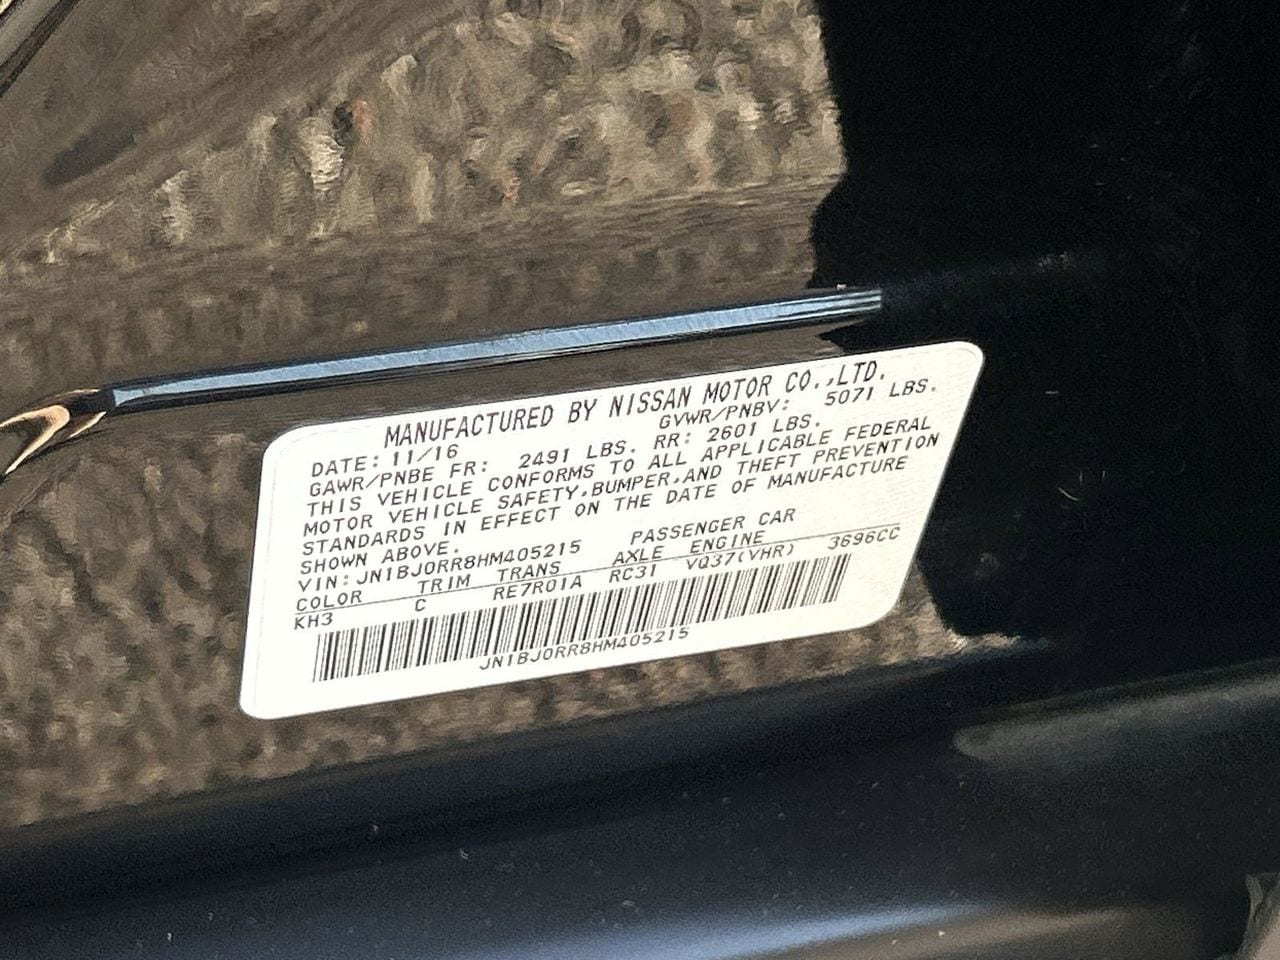 MANUFACTURED BY NISSAN MOTOR CO.,LTD.
DATE: 11/16 GVWR/PNBV: 5071 LBS.
GAWR/PNBE FR: 2491 LBS. RR: 2601 LBS.
THIS VEHICLE CONFORMS TO ALL APPLICABLE FEDERAL
MOTOR VEHICLE SAFETY,BUMPER,AND THEFT PREVENTION
STANDARDS IN EFFECT ON THE DATE OF MANUFACTURE
SHOWN ABOVE.
VIN: JN1BJ0RR8HM405215 PASSENGER CAR
COLOR TRIM TRANS AXLE ENGINE
KH3 C RE7R01A RC31 VQ37(VHR) 3696CC
JN1BJ0RR8HM405215